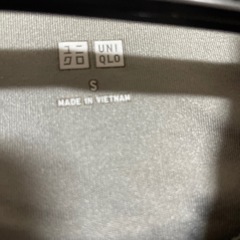 ユニ UNI
クロ QLO
S
MADE IN VIETNAM